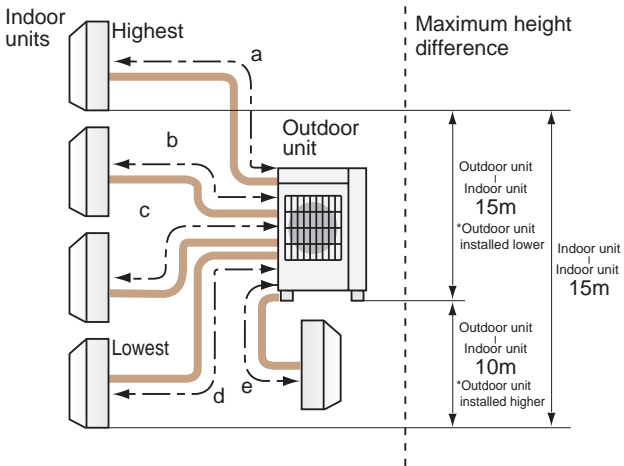 Indoor
units
Highest
a
b
c
Outdoor
unit
Lowest
d
e
Maximum height
difference
Outdoor unit
Indoor unit
15m
*Outdoor unit
installed lower
Outdoor unit
Indoor unit
10m
*Outdoor unit
installed higher
Indoor unit
Indoor unit
15m